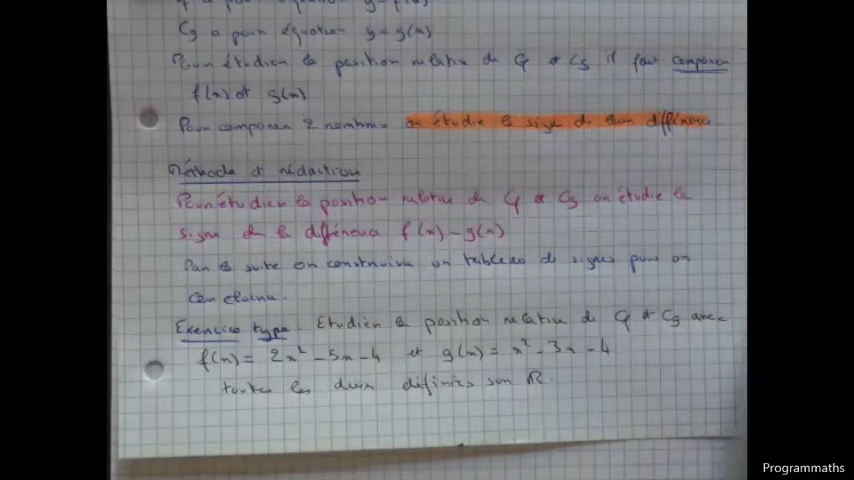 Cg a pour équation y = g(x)
Pour étudier la position relative de Cf et Cg il faut comparer
f(x) et g(x)
Pour comparer 2 nombres on étudie le signe de leur différence.
Méthode de rédaction
Pour étudier la position relative de Cf et Cg on étudie le
signe de la différence f(x) - g(x)
Par la suite on construira un tableau de signes pour en
conclure.
Exercice type. Etudier la position relative de Cf et Cg avec
f(x) = 2x² - 5x - 4 et g(x) = x² - 3x - 4
toutes les deux définies sur R.
Programmaths